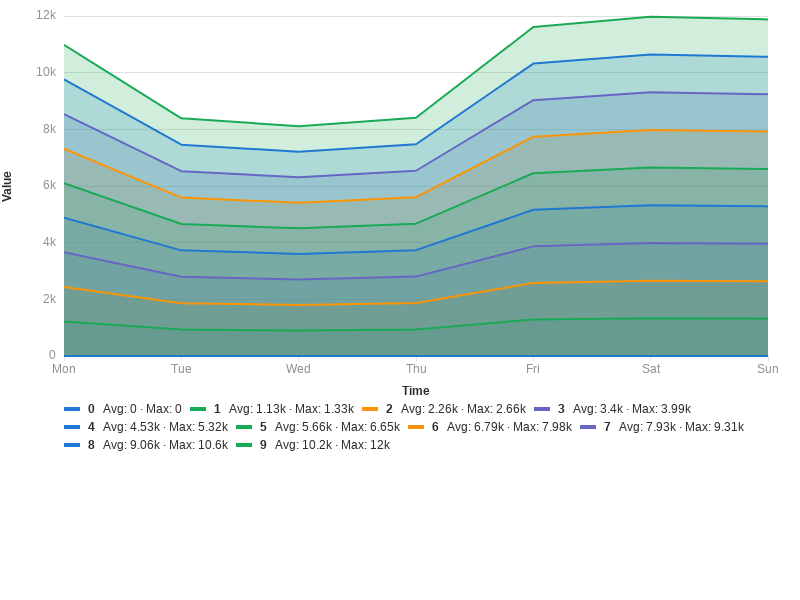 12k
10k
8k
6k
4k
2k
0
Value
Mon Tue Wed Thu Fri Sat Sun
Time
0 Avg: 0 · Max: 0 1 Avg: 1.13k · Max: 1.33k 2 Avg: 2.26k · Max: 2.66k 3 Avg: 3.4k · Max: 3.99k
4 Avg: 4.53k · Max: 5.32k 5 Avg: 5.66k · Max: 6.65k 6 Avg: 6.79k · Max: 7.98k 7 Avg: 7.93k · Max: 9.31k
8 Avg: 9.06k · Max: 10.6k 9 Avg: 10.2k · Max: 12k